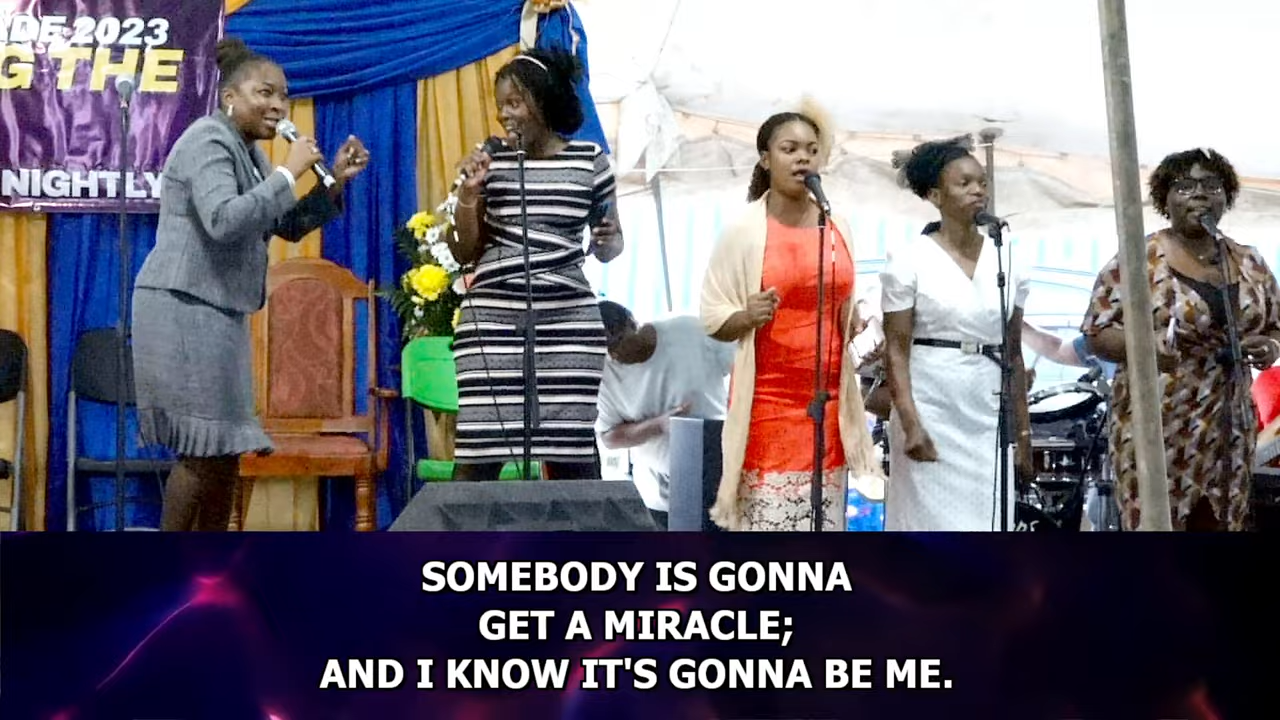 DE 2023
G THE
NIGHTLY
SOMEBODY IS GONNA
GET A MIRACLE;
AND I KNOW IT'S GONNA BE ME.